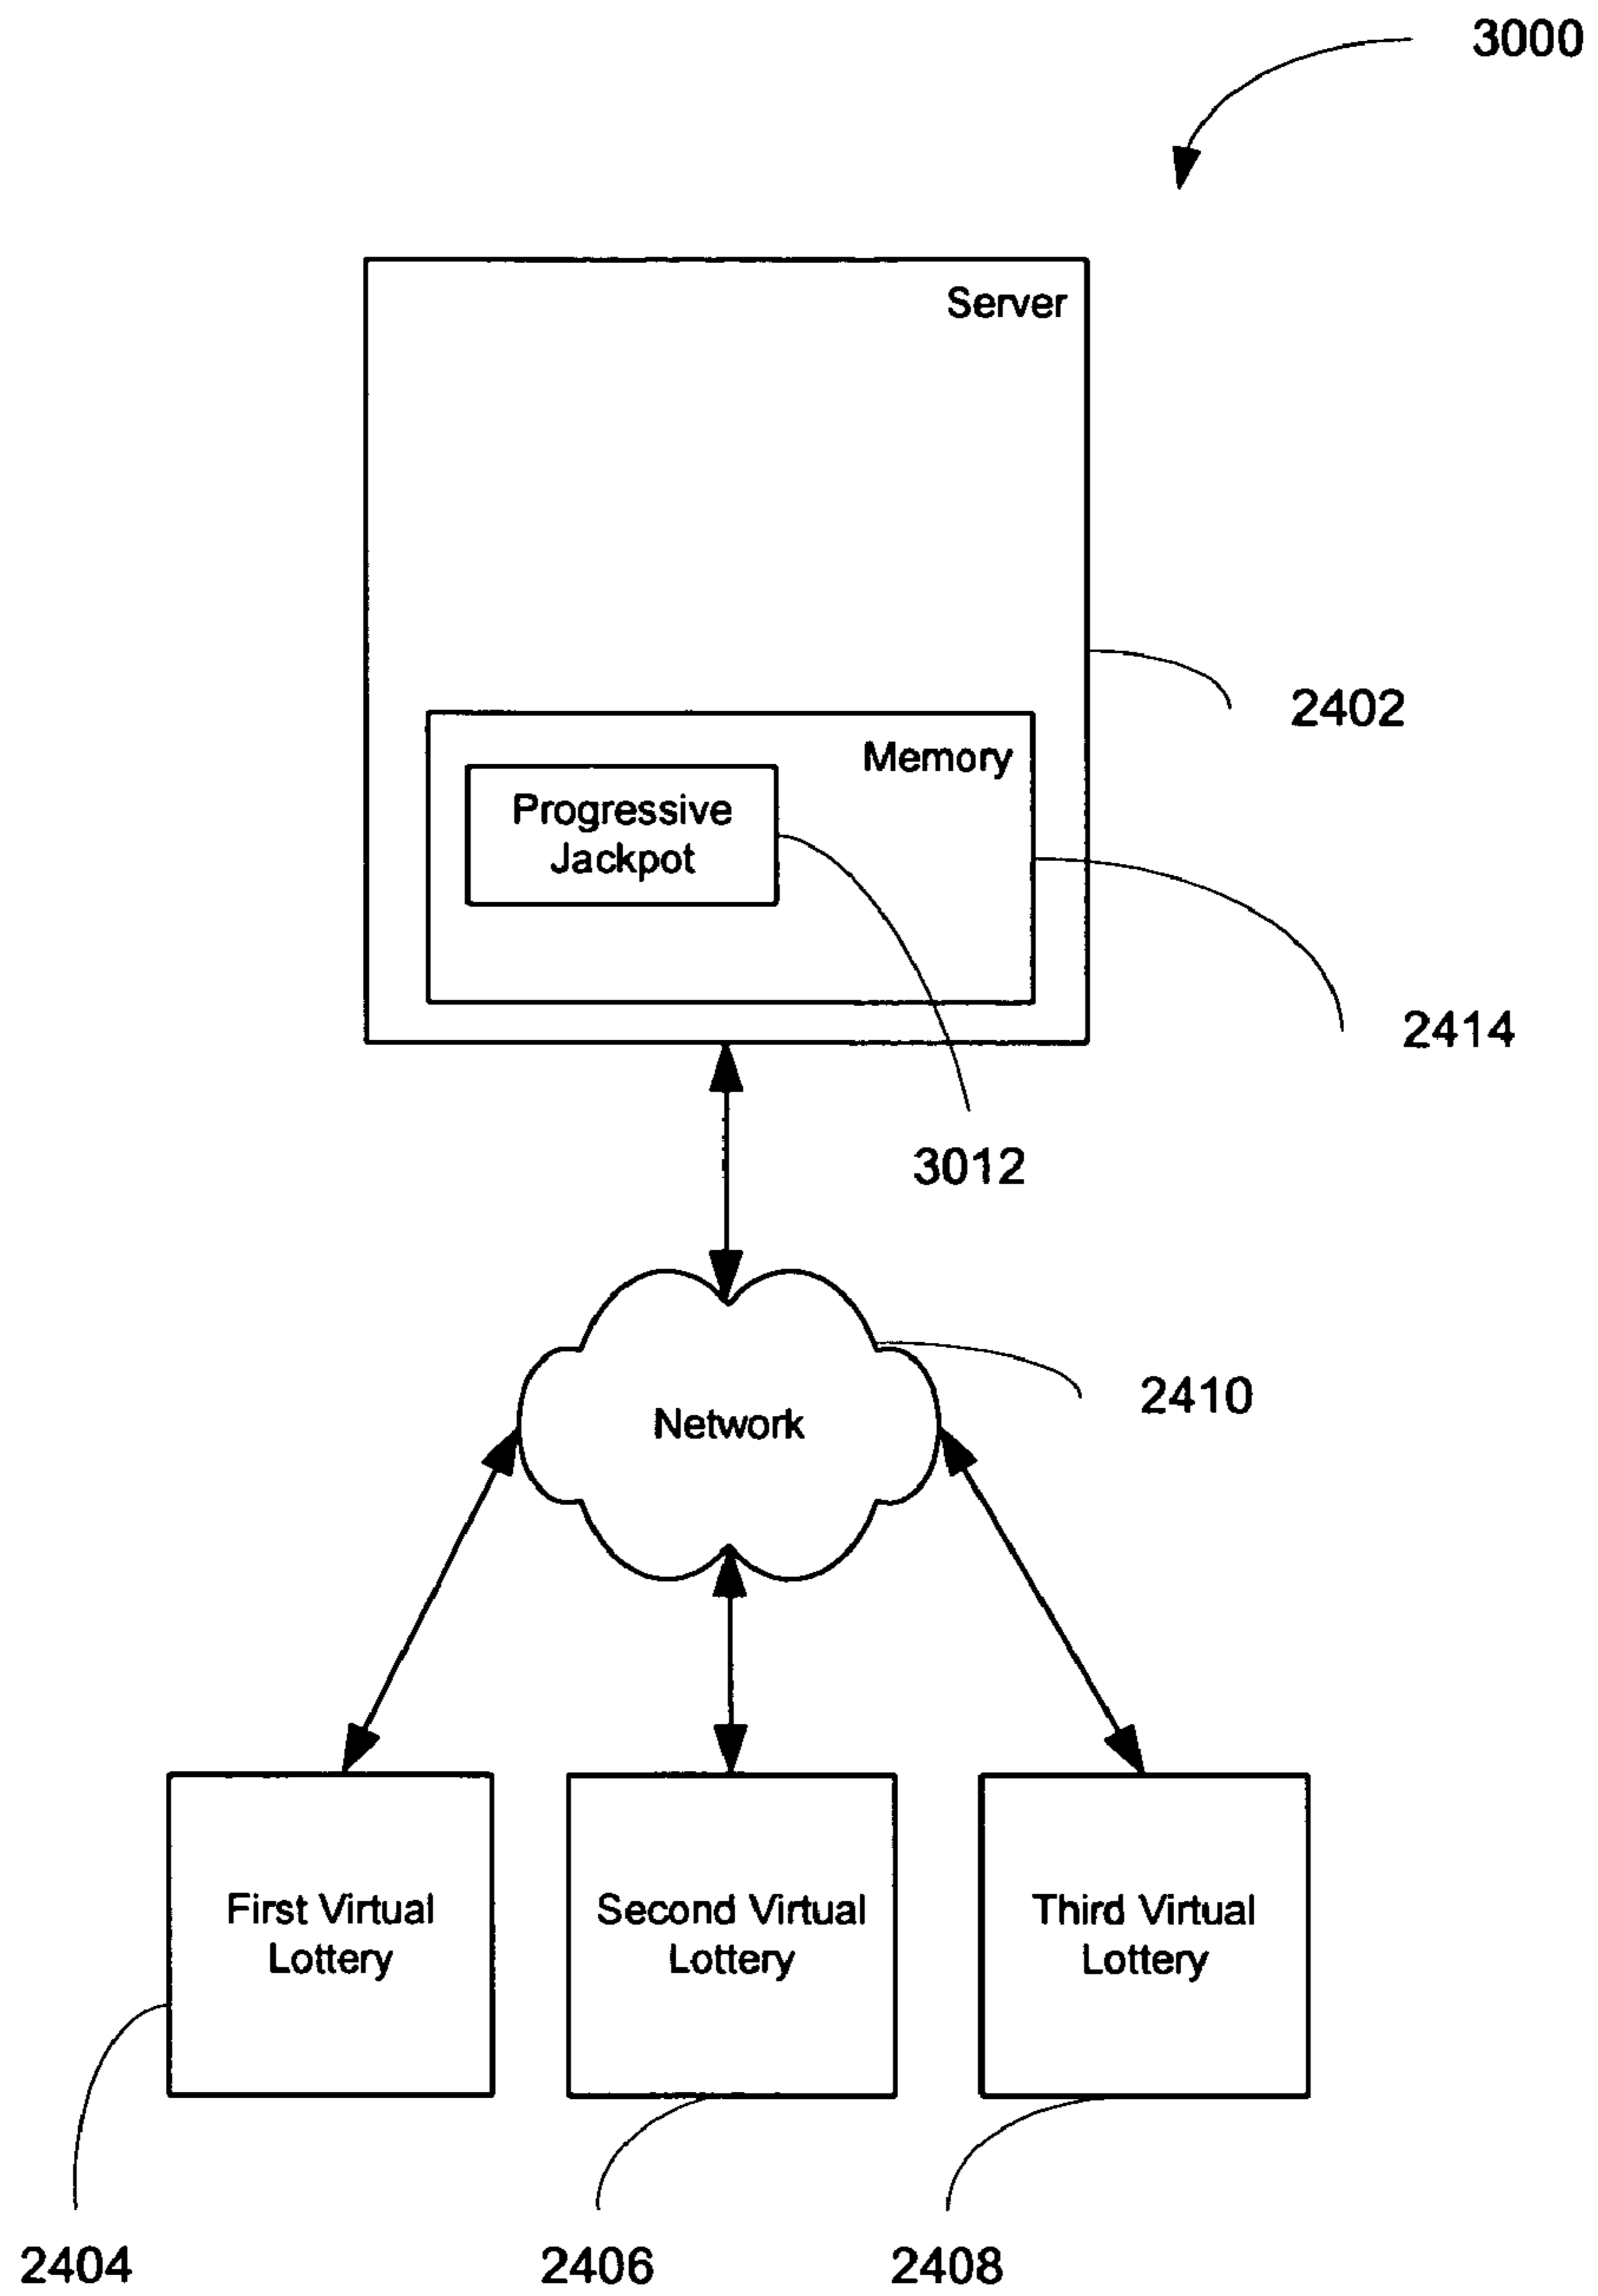 3000
Server
2402
Memory
Progressive
Jackpot
2414
3012
2410
Network
First Virtual
Lottery
Second Virtual
Lottery
Third Virtual
Lottery
2404
2406
2408